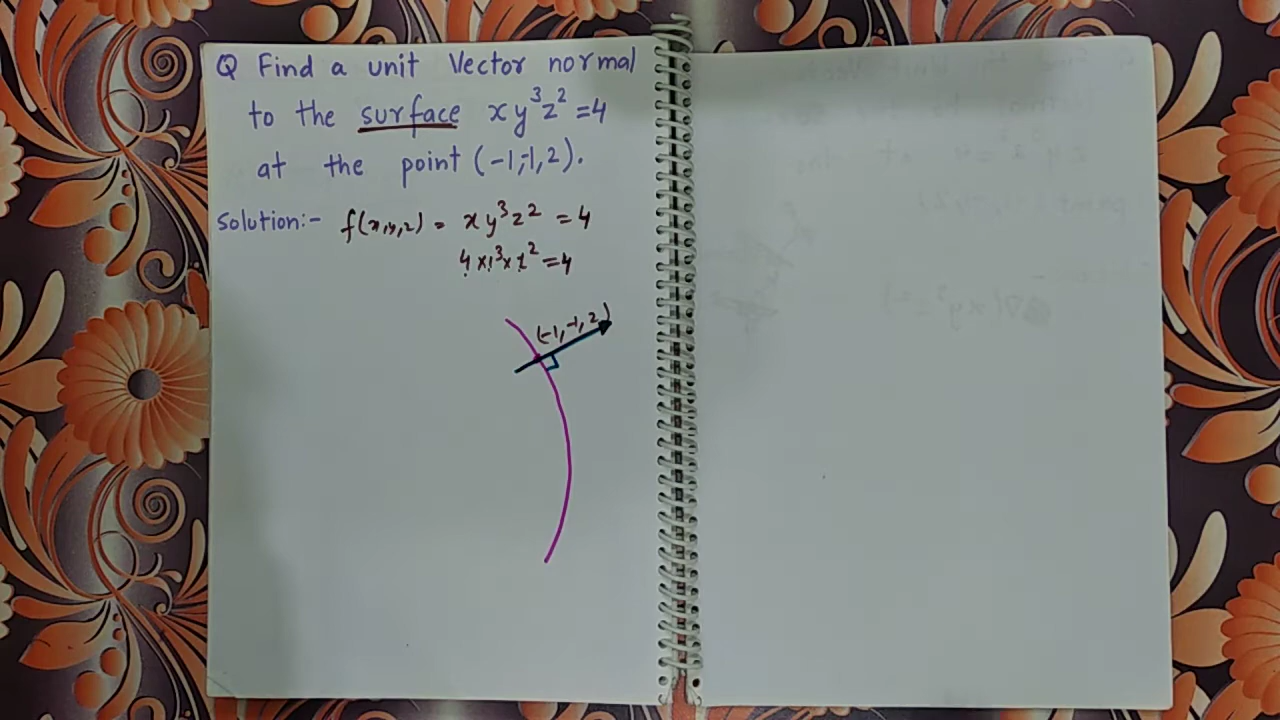 Q Find a unit Vector normal
to the surface xy³z² =4
at the point (-1,-1,2).
Solution:- f(x,y,z) = xy³z² =4
4×1³×1²=4
(-1,-1,2)